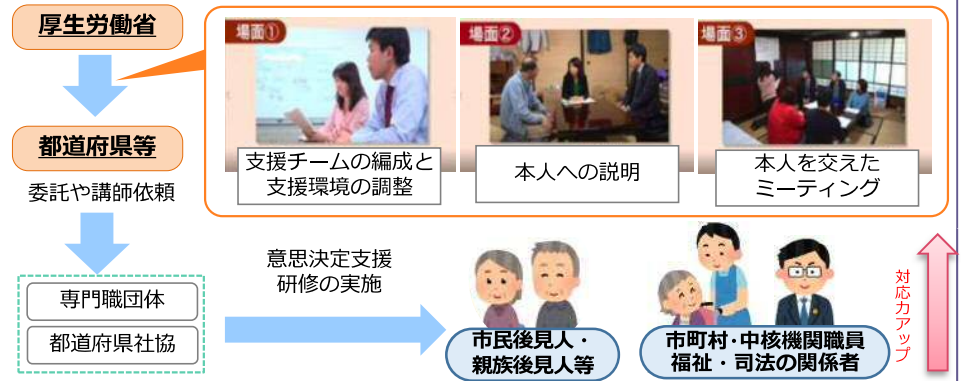 厚生労働省
場面①
場面②
場面③
支援チームの編成と
支援環境の調整
本人への説明
本人を交えた
ミーティング
都道府県等
委託や講師依頼
専門職団体
都道府県社協
意思決定支援
研修の実施
市民後見人・
親族後見人等
市町村・中核機関職員
福祉・司法の関係者
対応力アップ